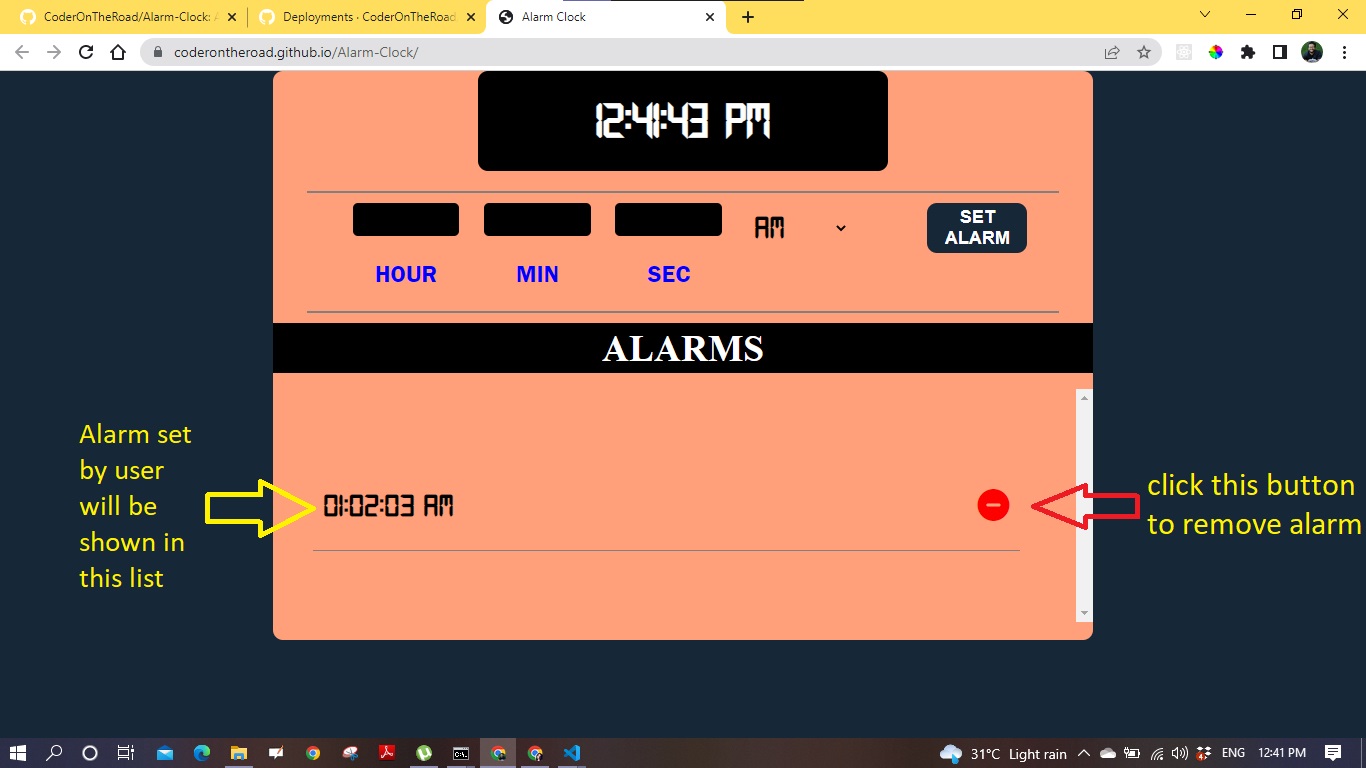 CoderOnTheRoad/Alarm-Clock:
Deployments · CoderOnTheRoad
Alarm Clock
coderontheroad.github.io/Alarm-Clock/
12:41:43 PM
AM
SET
ALARM
HOUR
MIN
SEC
ALARMS
Alarm set
by user
will be
shown in
this list
01:02:03 AM
click this button
to remove alarm
31°C Light rain
ENG
12:41 PM